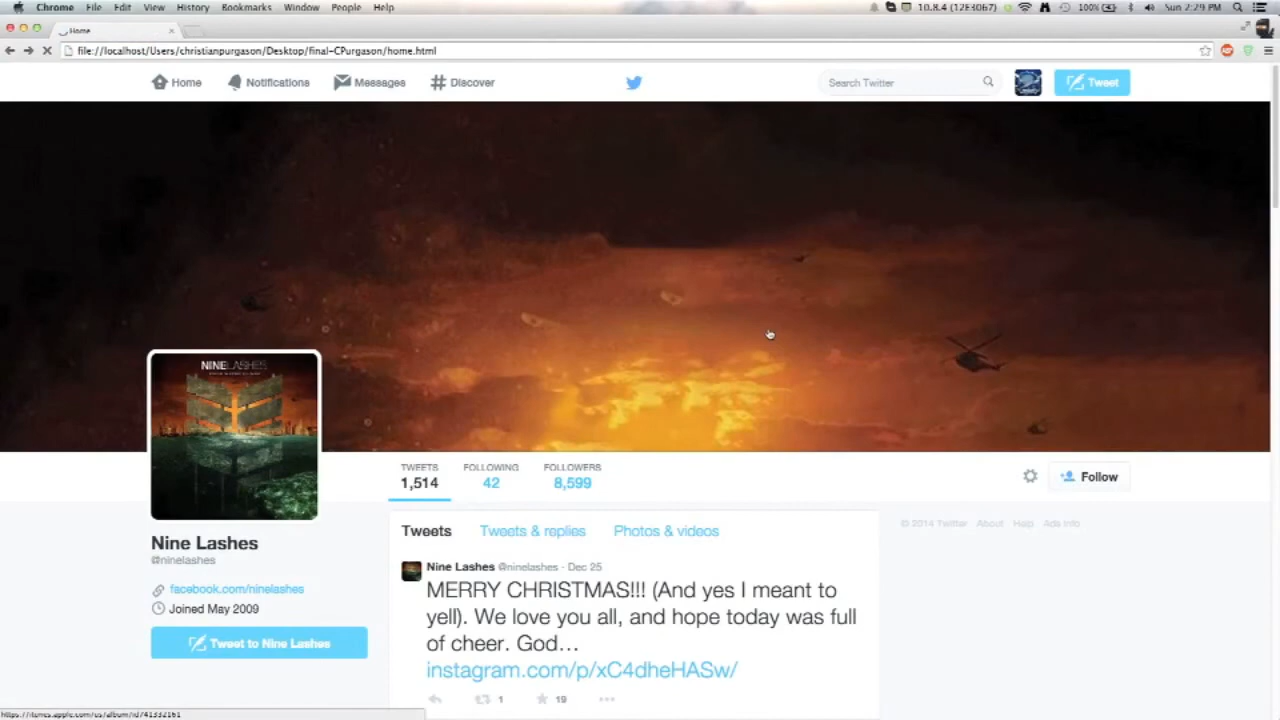 Chrome File Edit View History Bookmarks Window People Help 10.8.4 (12E3067) 100% Sun 2:29 PM
Home
file://localhost/Users/christianpurgason/Desktop/final-CPurgason/home.html
Home Notifications Messages Discover Search Twitter Tweet
NINE LASHES
TWEETS FOLLOWING FOLLOWERS
1,514 42 8,599
Follow
© 2014 Twitter About Help Ads info
Tweets Tweets & replies Photos & videos
Nine Lashes
@ninelashes
facebook.com/ninelashes
Joined May 2009
Tweet to Nine Lashes
Nine Lashes @ninelashes - Dec 25
MERRY CHRISTMAS!!! (And yes I meant to
yell). We love you all, and hope today was full
of cheer. God...
instagram.com/p/xC4dheHASw/
1 19